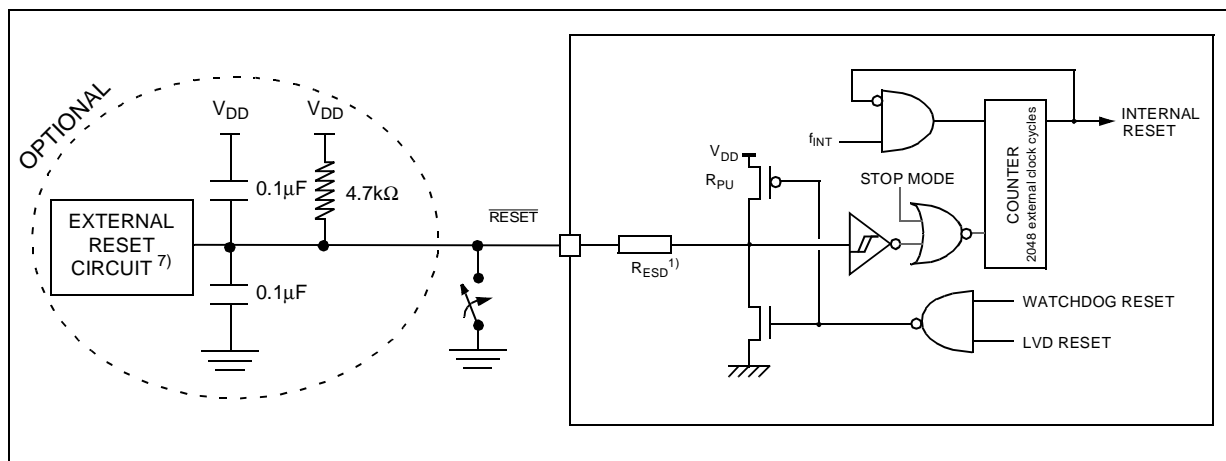 OPTIONAL
V_DD
V_DD
0.1μF
4.7kΩ
EXTERNAL
RESET
CIRCUIT 7)
0.1μF
RESET
R_ESD 1)
V_DD
R_PU
STOP MODE
f_INT
COUNTER
2048 external clock cycles
INTERNAL
RESET
WATCHDOG RESET
LVD RESET